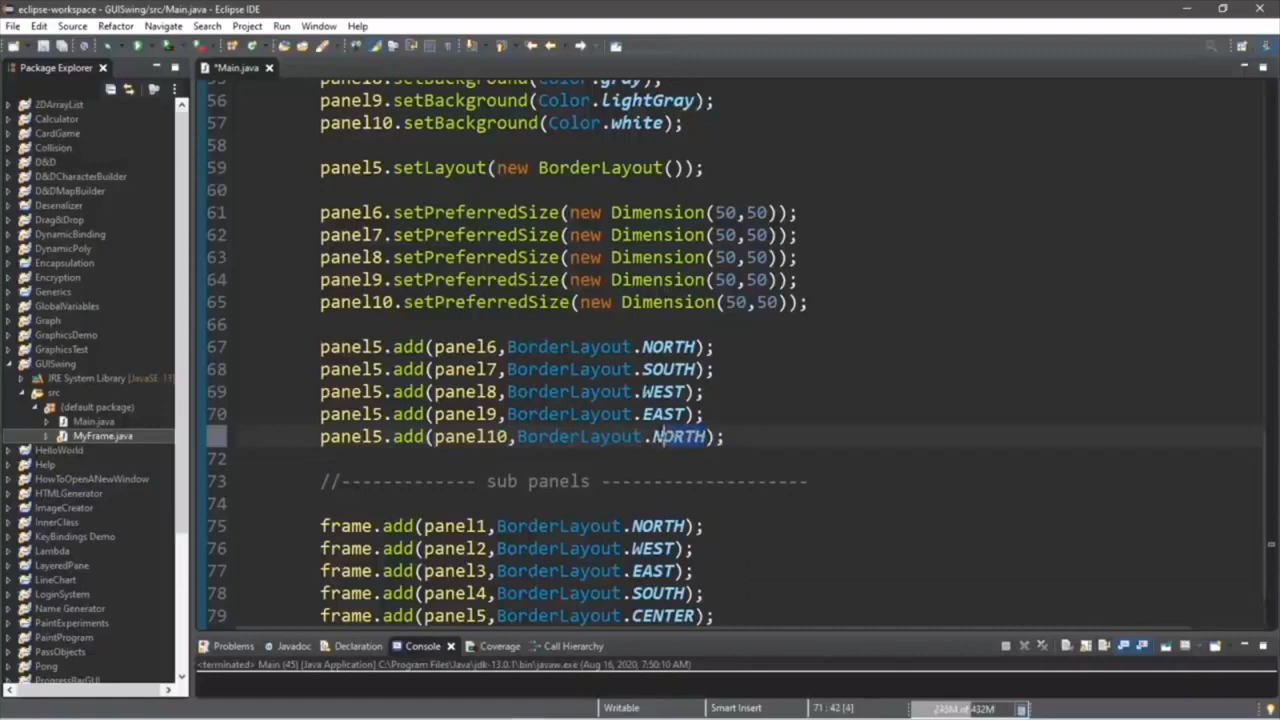 eclipse-workspace - GUISwing/src/Main.java - Eclipse IDE
File Edit Source Refactor Navigate Search Project Run Window Help
Package Explorer
*Main.java
2DArrayList
Calculator
CardGame
Collision
D&D
D&DCharacterBuilder
D&DMapBuilder
Deserializer
Drag&Drop
DynamicBinding
DynamicPoly
Encapsulation
Encryption
Generics
GlobalVariables
Graph
GraphicsDemo
GraphicsTest
GUISwing
JRE System Library [JavaSE-13]
src
(default package)
Main.java
MyFrame.java
HelloWorld
Help
HowToOpenANewWindow
HTMLGenerator
ImageCreator
InnerClass
KeyBindings Demo
Lambda
LayeredPane
LineChart
LoginSystem
Name Generator
PaintExperiments
PaintProgram
PassObjects
Pong
ProgressBarGUI
55 panel8.setBackground(Color.gray);
56 panel9.setBackground(Color.lightGray);
57 panel10.setBackground(Color.white);
58
59 panel5.setLayout(new BorderLayout());
60
61 panel6.setPreferredSize(new Dimension(50,50));
62 panel7.setPreferredSize(new Dimension(50,50));
63 panel8.setPreferredSize(new Dimension(50,50));
64 panel9.setPreferredSize(new Dimension(50,50));
65 panel10.setPreferredSize(new Dimension(50,50));
66
67 panel5.add(panel6,BorderLayout.NORTH);
68 panel5.add(panel7,BorderLayout.SOUTH);
69 panel5.add(panel8,BorderLayout.WEST);
70 panel5.add(panel9,BorderLayout.EAST);
panel5.add(panel10,BorderLayout.NORTH);
72
73 //------------- sub panels --------------------
74
75 frame.add(panel1,BorderLayout.NORTH);
76 frame.add(panel2,BorderLayout.WEST);
77 frame.add(panel3,BorderLayout.EAST);
78 frame.add(panel4,BorderLayout.SOUTH);
79 frame.add(panel5,BorderLayout.CENTER);
Problems Javadoc Declaration Console Coverage Call Hierarchy
<terminated> Main (45) [Java Application] C:\Program Files\Java\jdk-13.0.1\bin\javaw.exe (Aug 16, 2020, 7:50:10 AM)
Writable Smart Insert 71 : 42 [4] of 432M